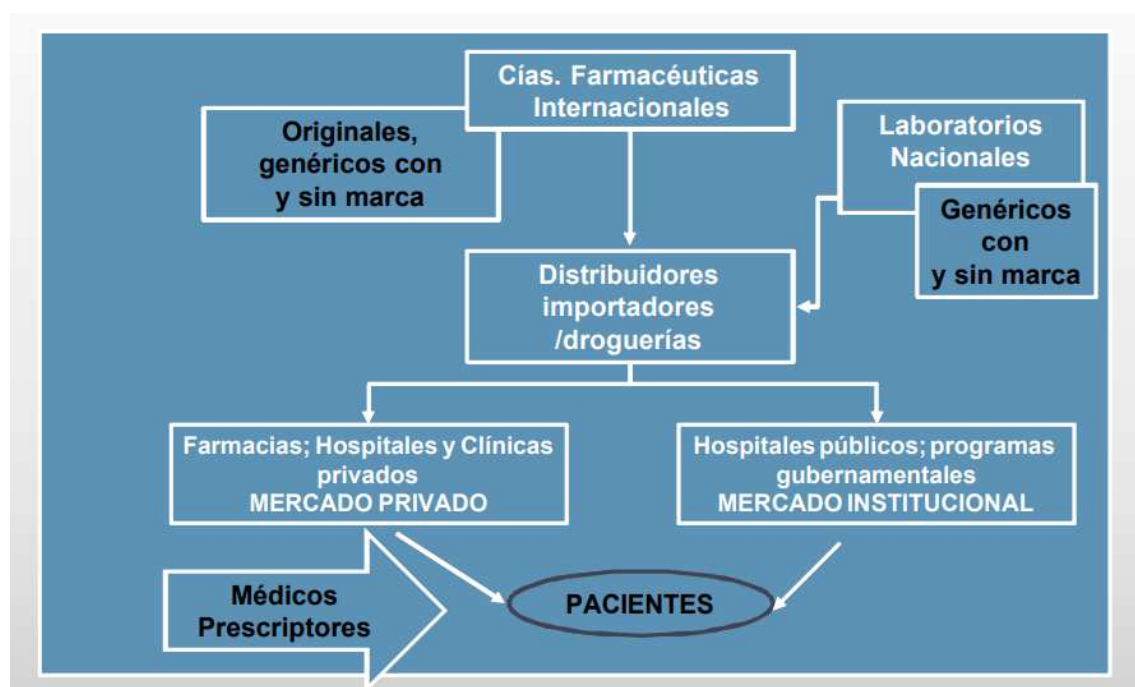 Cías. Farmacéuticas
Internacionales
Originales,
genéricos con
y sin marca
Laboratorios
Nacionales
Genéricos
con
y sin marca
Distribuidores
importadores
/droguerías
Farmacias; Hospitales y Clínicas
privados
MERCADO PRIVADO
Hospitales públicos; programas
gubernamentales
MERCADO INSTITUCIONAL
Médicos
Prescriptores
PACIENTES